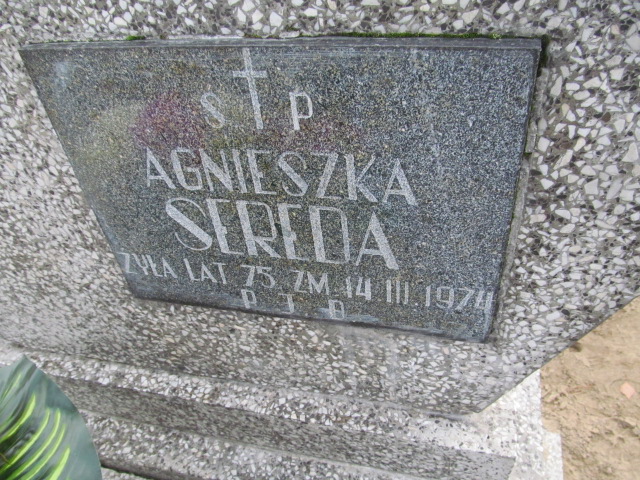 S P
AGNIESZKA
SEREDA
ŻYŁA LAT 75. ZM. 14 III. 1974
P J D